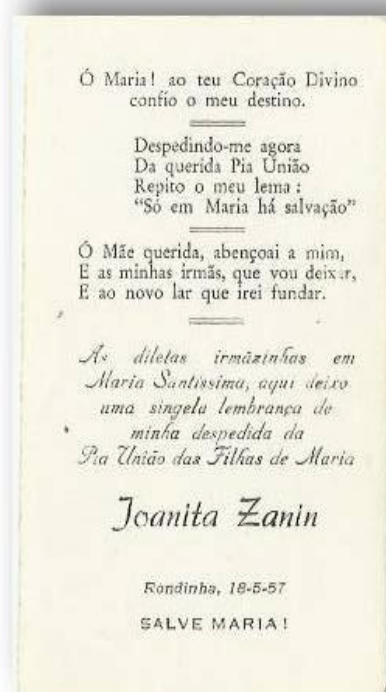 Ó Maria! ao teu Coração Divino
confio o meu destino.
Despedindo-me agora
Da querida Pia União
Repito o meu lema :
“Só em Maria há salvação”
Ó Mãe querida, abençoai a mim,
E as minhas irmãs, que vou deixar,
E ao novo lar que irei fundar.
Às diletas irmãzinhas em
Maria Santíssima, aqui deixo
uma singela lembrança de
minha despedida da
Pia União das Filhas de Maria
Joanita Zanin
Rondinha, 18-5-57
SALVE MARIA!